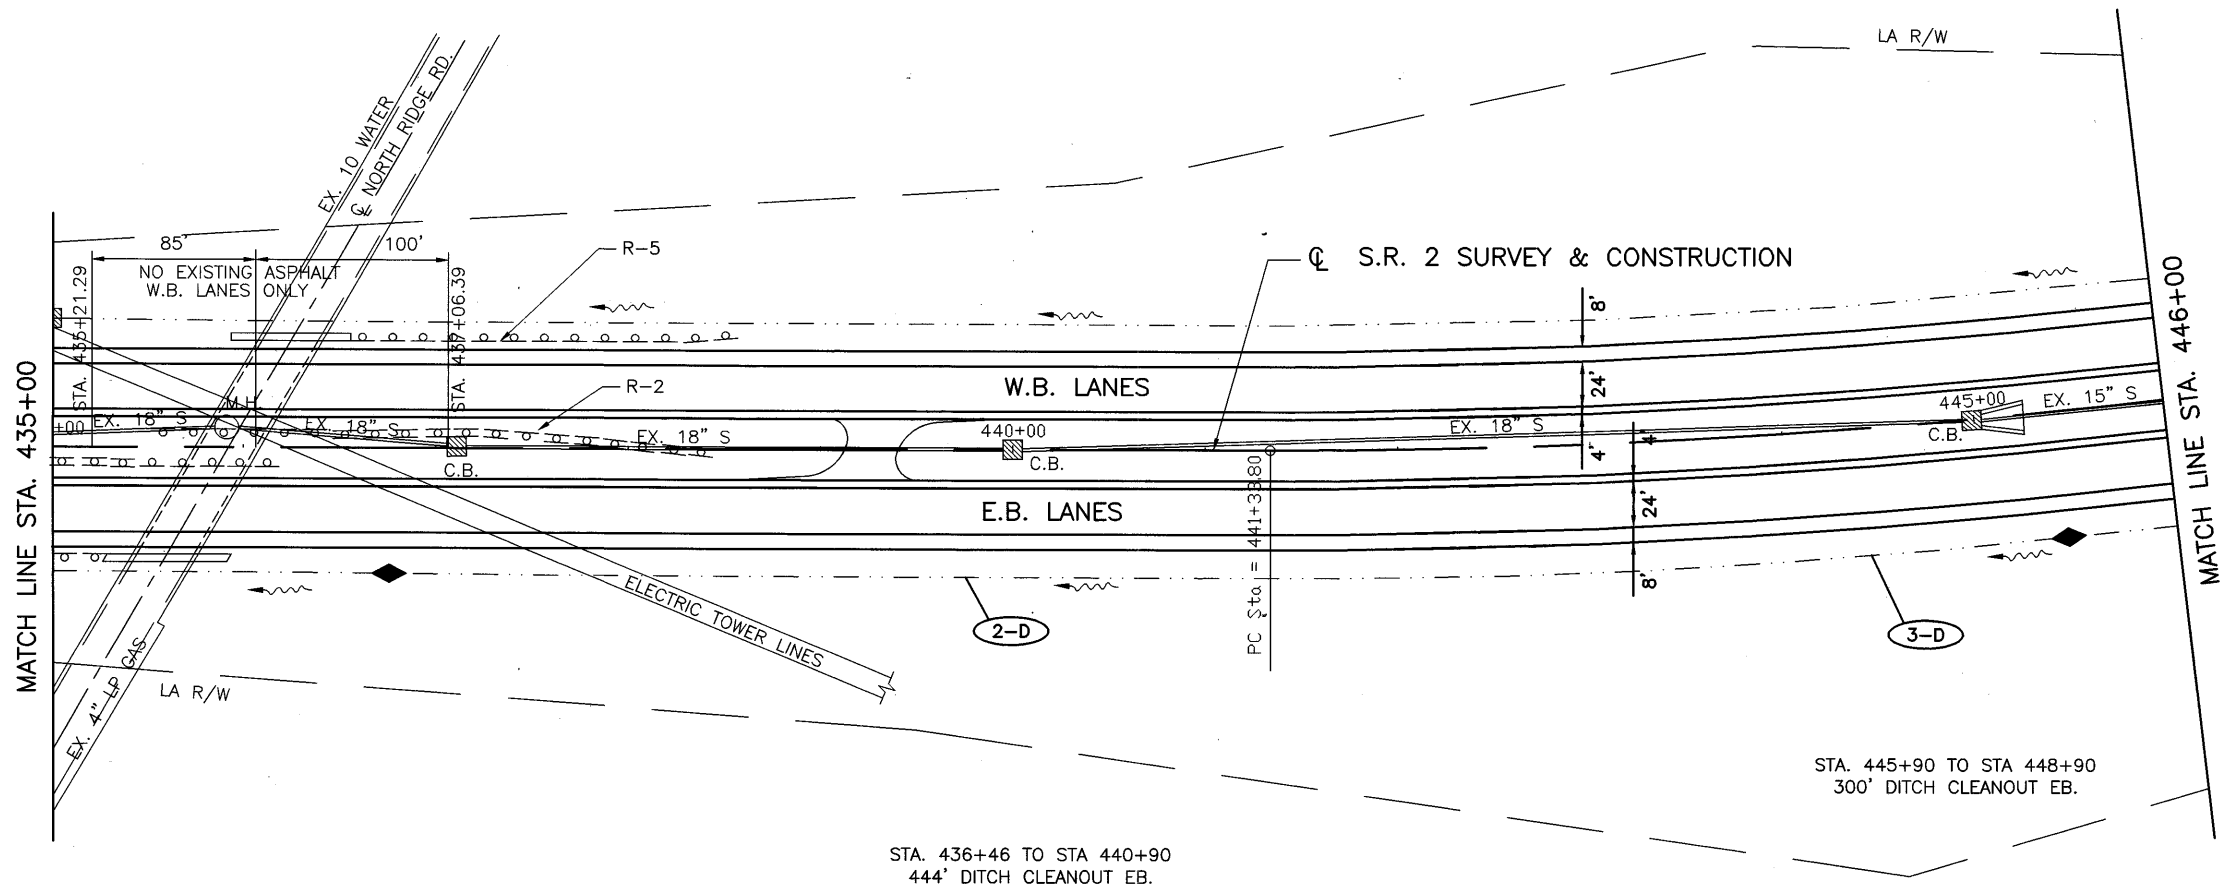 LA R/W
EX. 10 WATER
℄ NORTH RIDGE RD.
85'
100'
R-5
NO EXISTING ASPHALT
W.B. LANES ONLY
℄ S.R. 2 SURVEY & CONSTRUCTION
STA. 435+21.29
STA. 437+06.39
8'
MATCH LINE STA. 435+00
MATCH LINE STA. 446+00
R-2
W.B. LANES
24'
M.H.
+00
EX. 18" S
EX. 18" S
EX. 18" S
440+00
EX. 18" S
445+00
EX. 15" S
C.B.
C.B.
C.B.
4'
4'
E.B. LANES
24'
PC Sta = 441+33.80
8'
ELECTRIC TOWER LINES
2-D
3-D
EX. 4" LP GAS
LA R/W
STA. 445+90 TO STA 448+90
300' DITCH CLEANOUT EB.
STA. 436+46 TO STA 440+90
444' DITCH CLEANOUT EB.